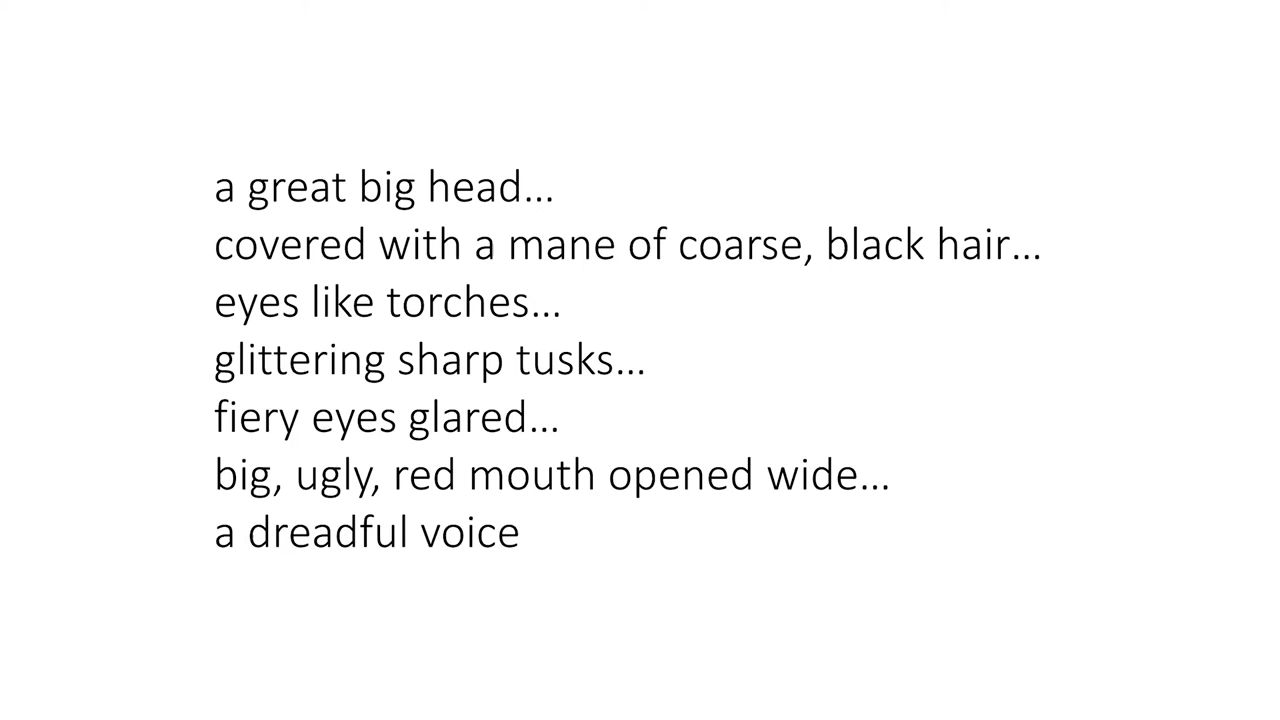 a great big head...
covered with a mane of coarse, black hair...
eyes like torches...
glittering sharp tusks...
fiery eyes glared...
big, ugly, red mouth opened wide...
a dreadful voice